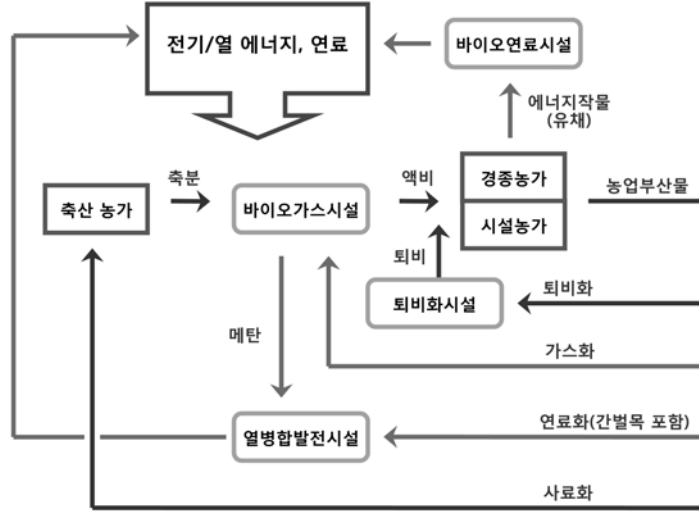 전기/열 에너지, 연료
바이오연료시설
에너지작물
(유채)
축분
액비
경종농가
농업부산물
축산 농가
바이오가스시설
시설농가
퇴비
퇴비화시설
퇴비화
메탄
가스화
연료화(간벌목 포함)
열병합발전시설
사료화